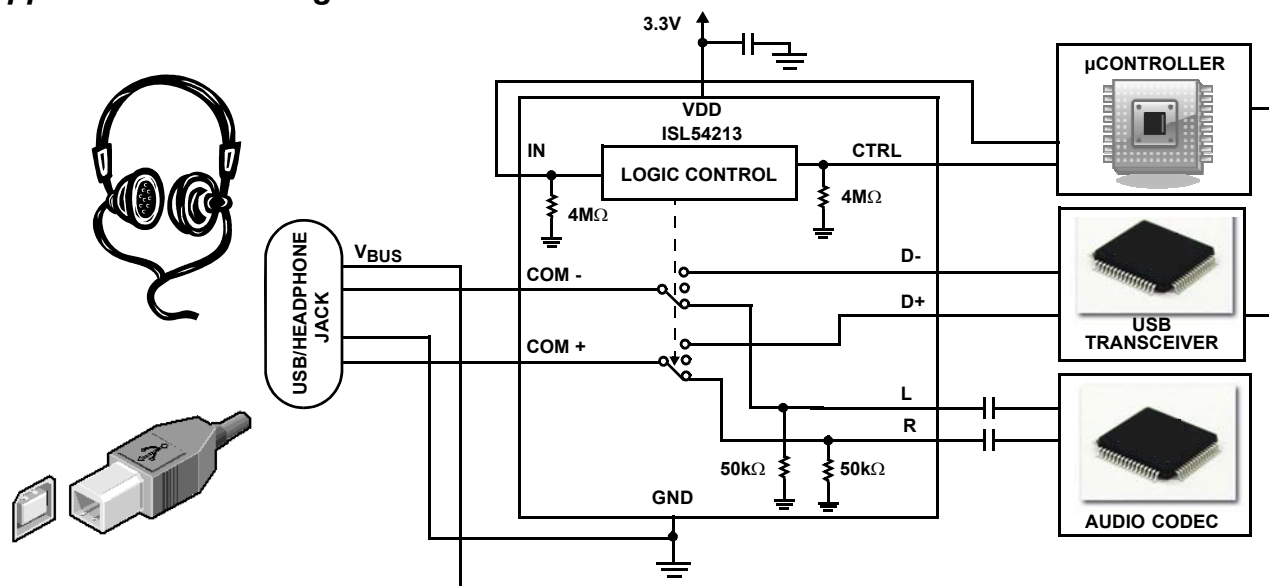 3.3V
µCONTROLLER
VDD
ISL54213
IN
LOGIC CONTROL
CTRL
4MΩ
4MΩ
USB/HEADPHONE
JACK
VBUS
COM -
COM +
D-
D+
USB
TRANSCEIVER
L
R
50kΩ
50kΩ
GND
AUDIO CODEC